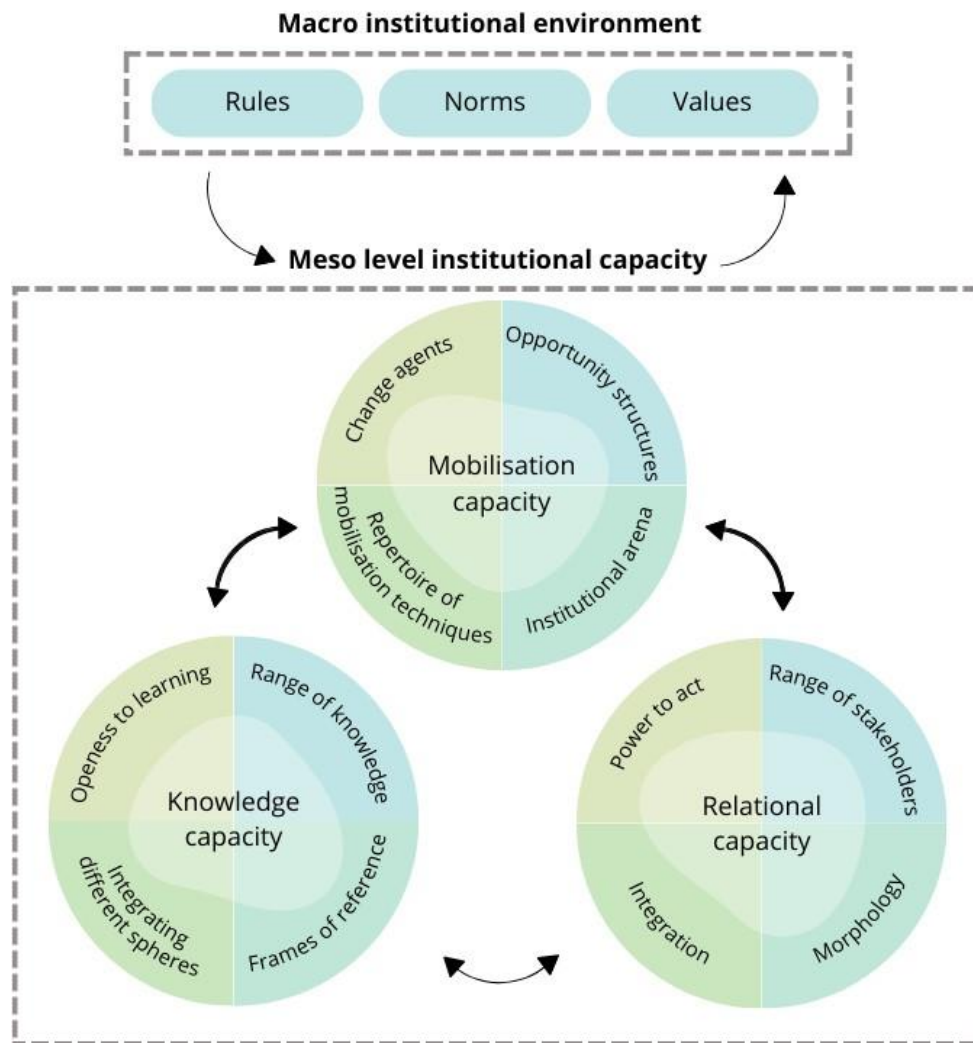 Macro institutional environment
Rules
Norms
Values
Meso level institutional capacity
Change agents
Opportunity structures
Mobilisation
capacity
Repertoire of
mobilisation techniques
Institutional arena
Openess to learning
Range of knowledge
Knowledge
capacity
Integrating
different spheres
Frames of reference
Power to act
Range of stakeholders
Relational
capacity
Integration
Morphology